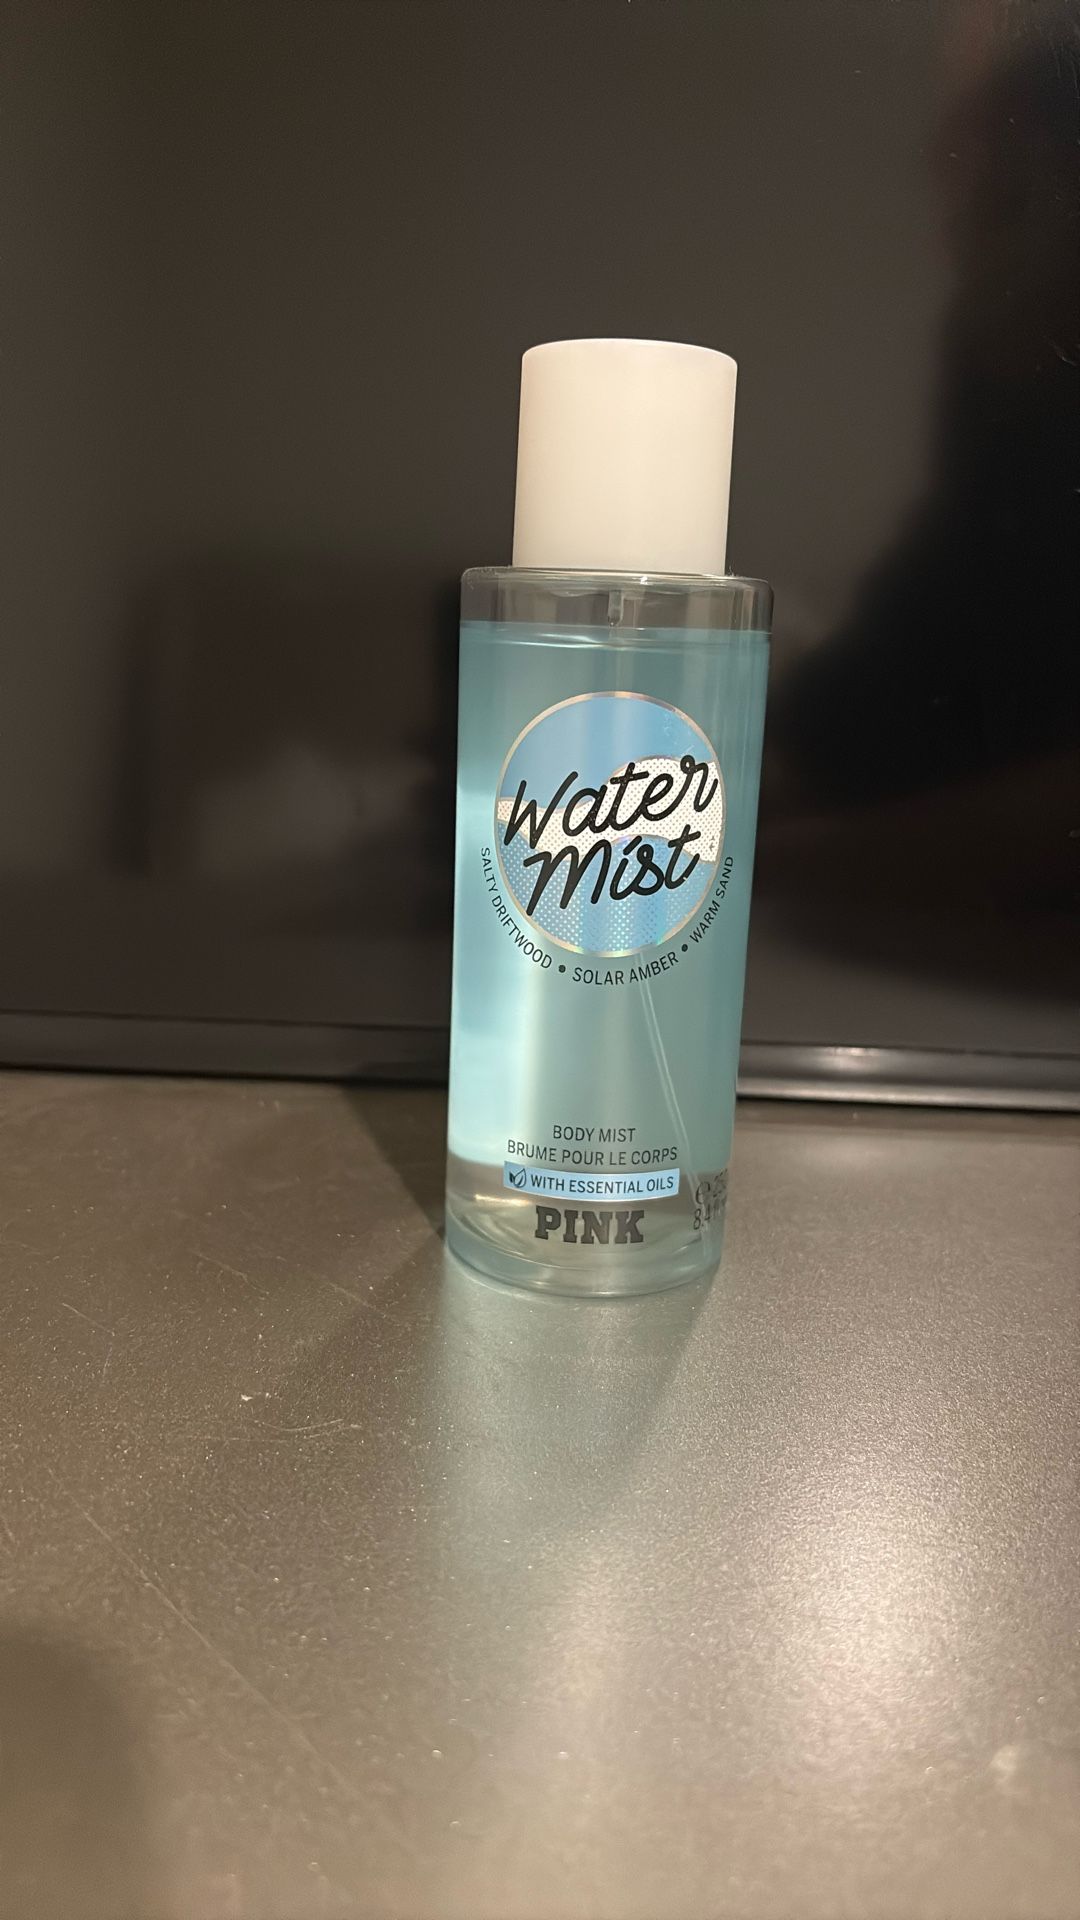 Water
Mist
SALTY DRIFTWOOD • SOLAR AMBER • WARM SAND
BODY MIST
BRUME POUR LE CORPS
WITH ESSENTIAL OILS
PINK